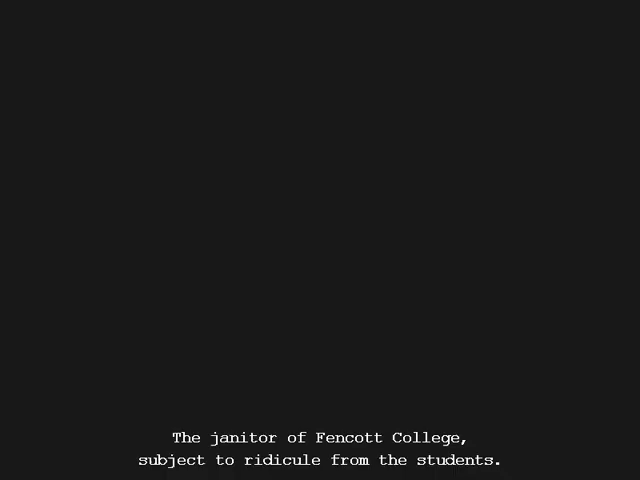 The janitor of Fencott College,
subject to ridicule from the students.